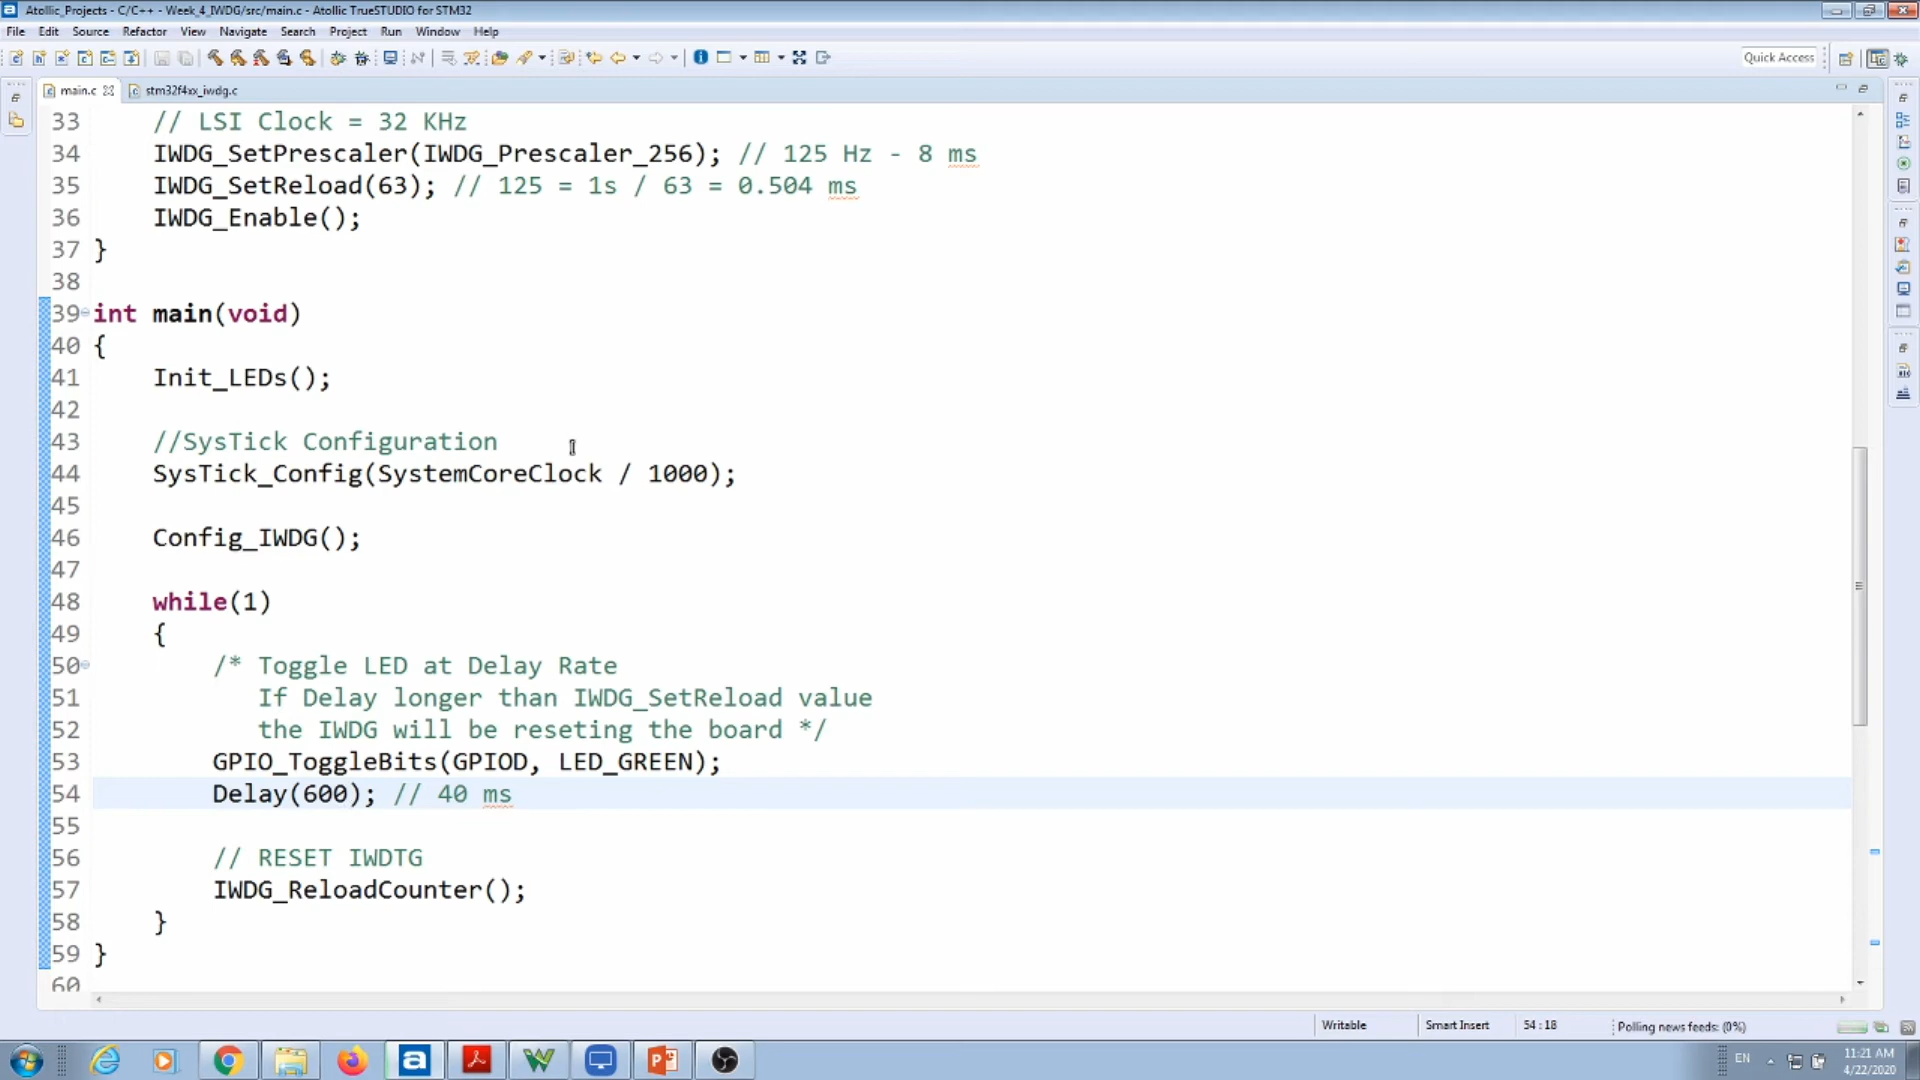 Atollic_Projects - C/C++ - Week_4_IWDG/src/main.c - Atollic TrueSTUDIO for STM32
File Edit Source Refactor View Navigate Search Project Run Window Help
Quick Access
main.c stm32f4xx_iwdg.c
33 // LSI Clock = 32 KHz
34 IWDG_SetPrescaler(IWDG_Prescaler_256); // 125 Hz - 8 ms
35 IWDG_SetReload(63); // 125 = 1s / 63 = 0.504 ms
36 IWDG_Enable();
37 }
38
39 int main(void)
40 {
41 Init_LEDs();
42
43 //SysTick Configuration
44 SysTick_Config(SystemCoreClock / 1000);
45
46 Config_IWDG();
47
48 while(1)
49 {
50 /* Toggle LED at Delay Rate
51 If Delay longer than IWDG_SetReload value
52 the IWDG will be reseting the board */
53 GPIO_ToggleBits(GPIOD, LED_GREEN);
54 Delay(600); // 40 ms
55
56 // RESET IWDTG
57 IWDG_ReloadCounter();
58 }
59 }
60
Writable Smart Insert 54 : 18 Polling news feeds: (0%)
EN 11:21 AM
4/22/2020